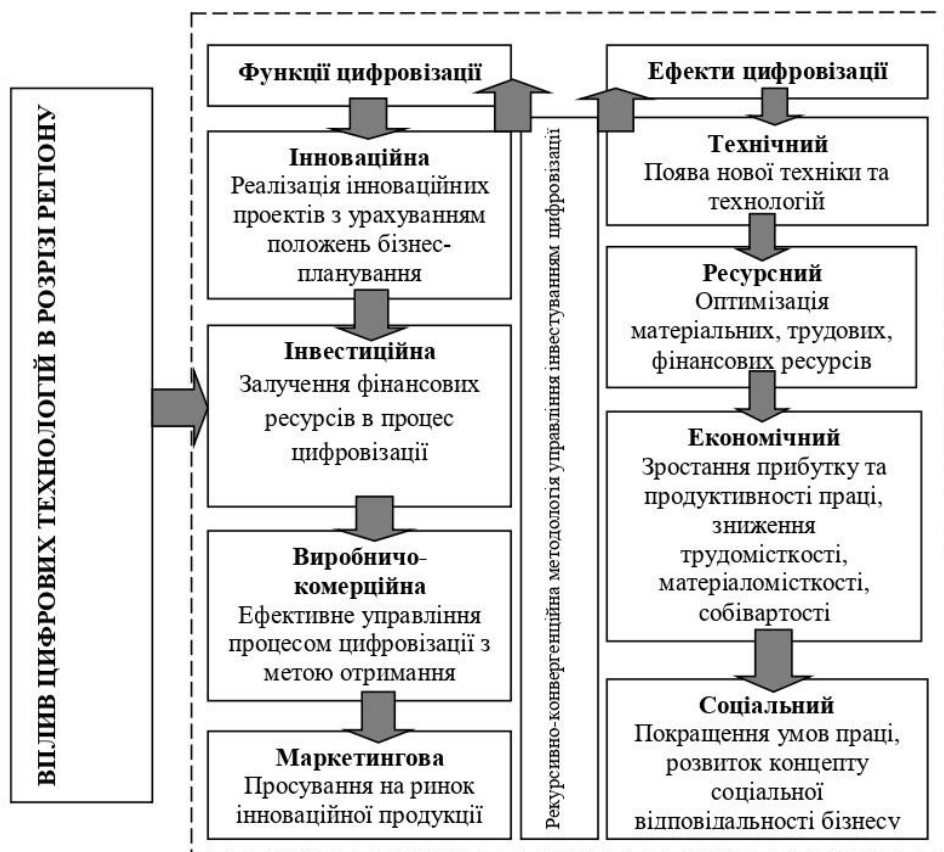 ВПЛИВ ЦИФРОВИХ ТЕХНОЛОГІЙ В РОЗРІЗІ РЕГІОНУ
Функції цифровізації
Інноваційна
Реалізація інноваційних
проектів з урахуванням
положень бізнес-
планування
Інвестиційна
Залучення фінансових
ресурсів в процес
цифровізації
Виробничо-
комерційна
Ефективне управління
процесом цифровізації з
метою отримання
Маркетингова
Просування на ринок
інноваційної продукції
Рекурсивно-конвергенційна методологія управління інвестуванням цифровізації
Ефекти цифровізації
Технічний
Поява нової техніки та
технологій
Ресурсний
Оптимізація
матеріальних, трудових,
фінансових ресурсів
Економічний
Зростання прибутку та
продуктивності праці,
зниження
трудомісткості,
матеріаломісткості,
собівартості
Соціальний
Покращення умов праці,
розвиток концепту
соціальної
відповідальності бізнесу